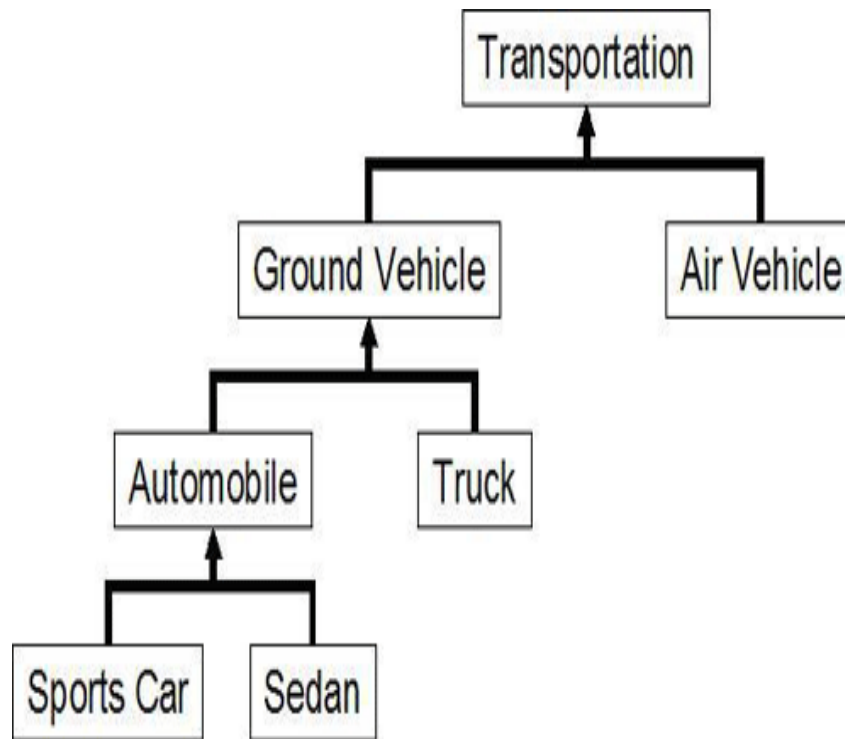 Transportation
Ground Vehicle
Air Vehicle
Automobile
Truck
Sports Car
Sedan